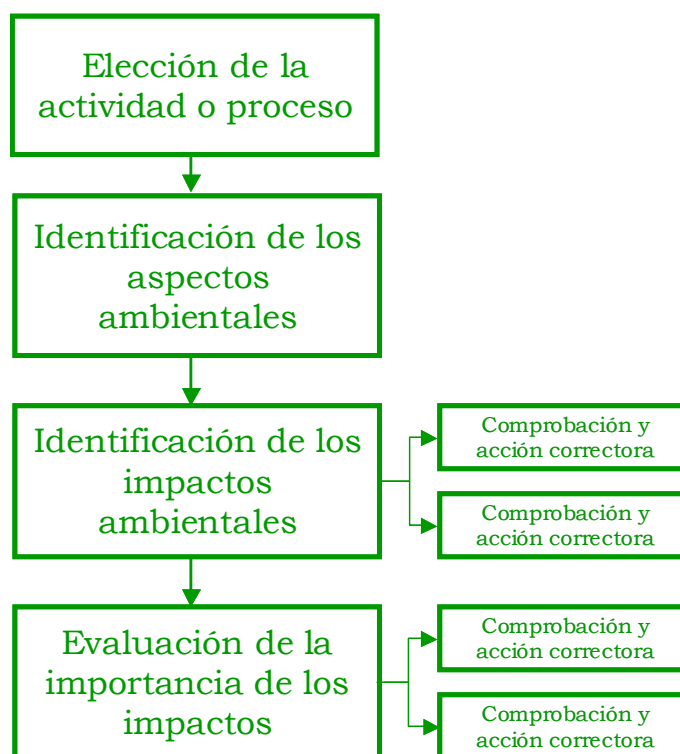 Elección de la
actividad o proceso
Identificación de los
aspectos
ambientales
Identificación de los
impactos
ambientales
Comprobación y
acción correctora
Comprobación y
acción correctora
Evaluación de la
importancia de los
impactos
Comprobación y
acción correctora
Comprobación y
acción correctora